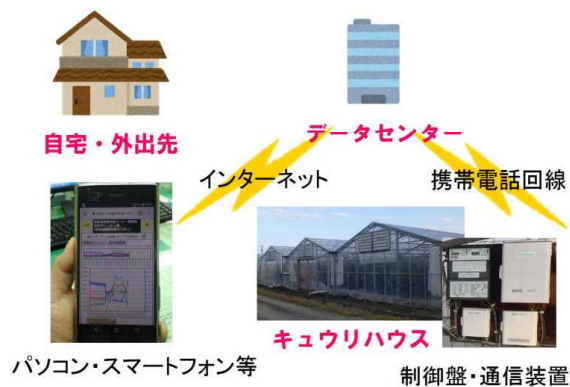 自宅・外出先
データセンター
インターネット
携帯電話回線
キュウリハウス
パソコン・スマートフォン等
制御盤・通信装置